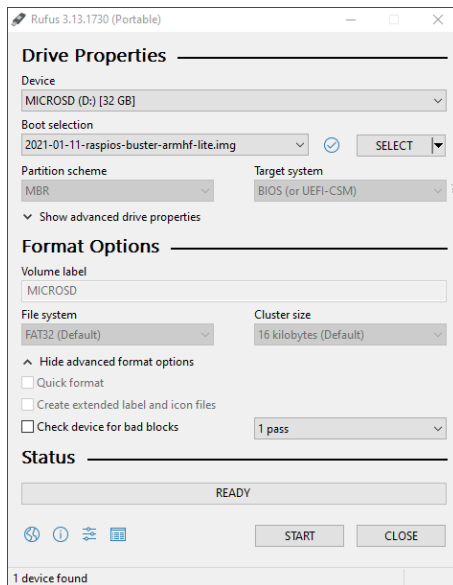 Rufus 3.13.1730 (Portable)
Drive Properties
Device
MICROSD (D:) [32 GB]
Boot selection
2021-01-11-raspios-buster-armhf-lite.img SELECT
Partition scheme Target system
MBR BIOS (or UEFI-CSM)
Show advanced drive properties
Format Options
Volume label
MICROSD
File system Cluster size
FAT32 (Default) 16 kilobytes (Default)
Hide advanced format options
Quick format
Create extended label and icon files
Check device for bad blocks 1 pass
Status
READY
START CLOSE
1 device found